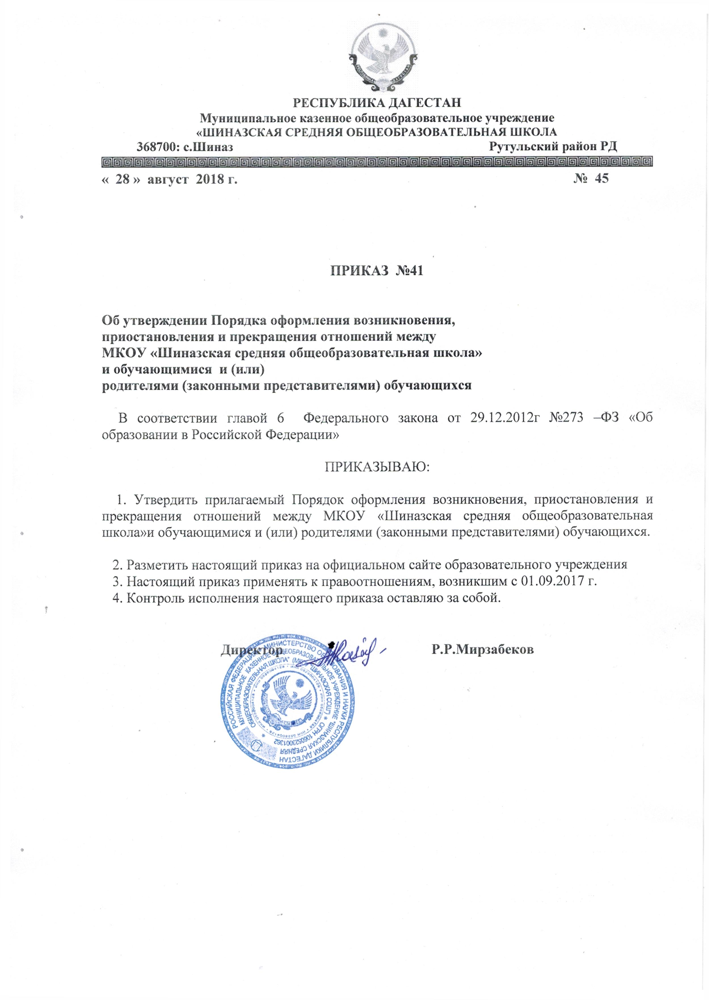 РЕСПУБЛИКА ДАГЕСТАН
РЕСПУБЛИКА ДАГЕСТАН
Муниципальное казенное общеобразовательное учреждение
«ШИНАЗСКАЯ СРЕДНЯЯ ОБЩЕОБРАЗОВАТЕЛЬНАЯ ШКОЛА
368700: с.Шиназ Рутульский район РД
« 28 » август 2018 г. № 45
ПРИКАЗ №41
Об утверждении Порядка оформления возникновения,
приостановления и прекращения отношений между
МКОУ «Шиназская средняя общеобразовательная школа»
и обучающимися и (или)
родителями (законными представителями) обучающихся
В соответствии главой 6 Федерального закона от 29.12.2012г №273 –ФЗ «Об
образовании в Российской Федерации»
ПРИКАЗЫВАЮ:
1. Утвердить прилагаемый Порядок оформления возникновения, приостановления и
прекращения отношений между МКОУ «Шиназская средняя общеобразовательная
школа»и обучающимися и (или) родителями (законными представителями) обучающихся.
2. Разметить настоящий приказ на официальном сайте образовательного учреждения
3. Настоящий приказ применять к правоотношениям, возникшим с 01.09.2017 г.
4. Контроль исполнения настоящего приказа оставляю за собой.
Директор Р.Р.Мирзабеков
РОССИЙСКАЯ ФЕДЕРАЦИЯ МИНИСТЕРСТВО ОБРАЗОВАНИЯ И НАУКИ РЕСПУБЛИКИ ДАГЕСТАН
МУНИЦИПАЛЬНОЕ КАЗЕННОЕ ОБЩЕОБРАЗОВАТЕЛЬНОЕ УЧРЕЖДЕНИЕ "ШИНАЗСКАЯ СРЕДНЯЯ
ОБЩЕОБРАЗОВАТЕЛЬНАЯ ШКОЛА" (МКОУ "ШИНАЗСКАЯ СОШ") * ОГРН 1060523001362 *